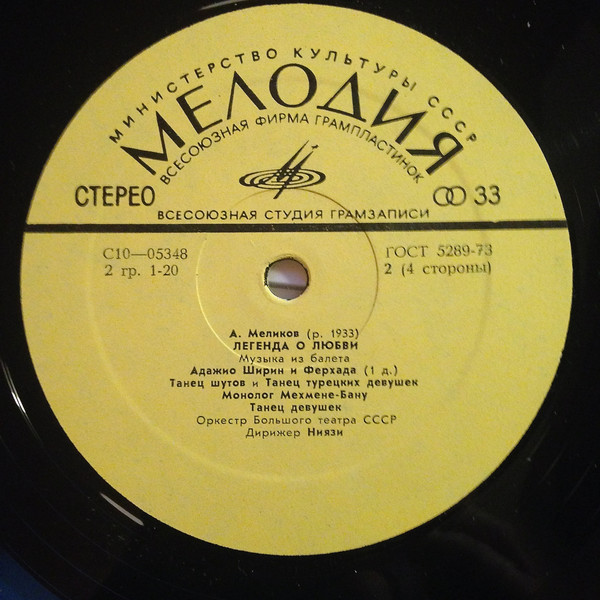 МИНИСТЕРСТВО КУЛЬТУРЫ СССР
МЕЛОДИЯ
ВСЕСОЮЗНАЯ ФИРМА ГРАМПЛАСТИНОК
СТЕРЕО
33
ВСЕСОЮЗНАЯ СТУДИЯ ГРАМЗАПИСИ
С10—05348
ГОСТ 5289-73
2 гр. 1-20
2 (4 стороны)
А. Меликов (р. 1933)
ЛЕГЕНДА О ЛЮБВИ
Музыка из балета
Адажио Ширин и Ферхада (1 д.)
Танец шутов и Танец турецких девушек
Монолог Мехмене-Бану
Танец девушек
Оркестр Большого театра СССР
Дирижер Ниязи